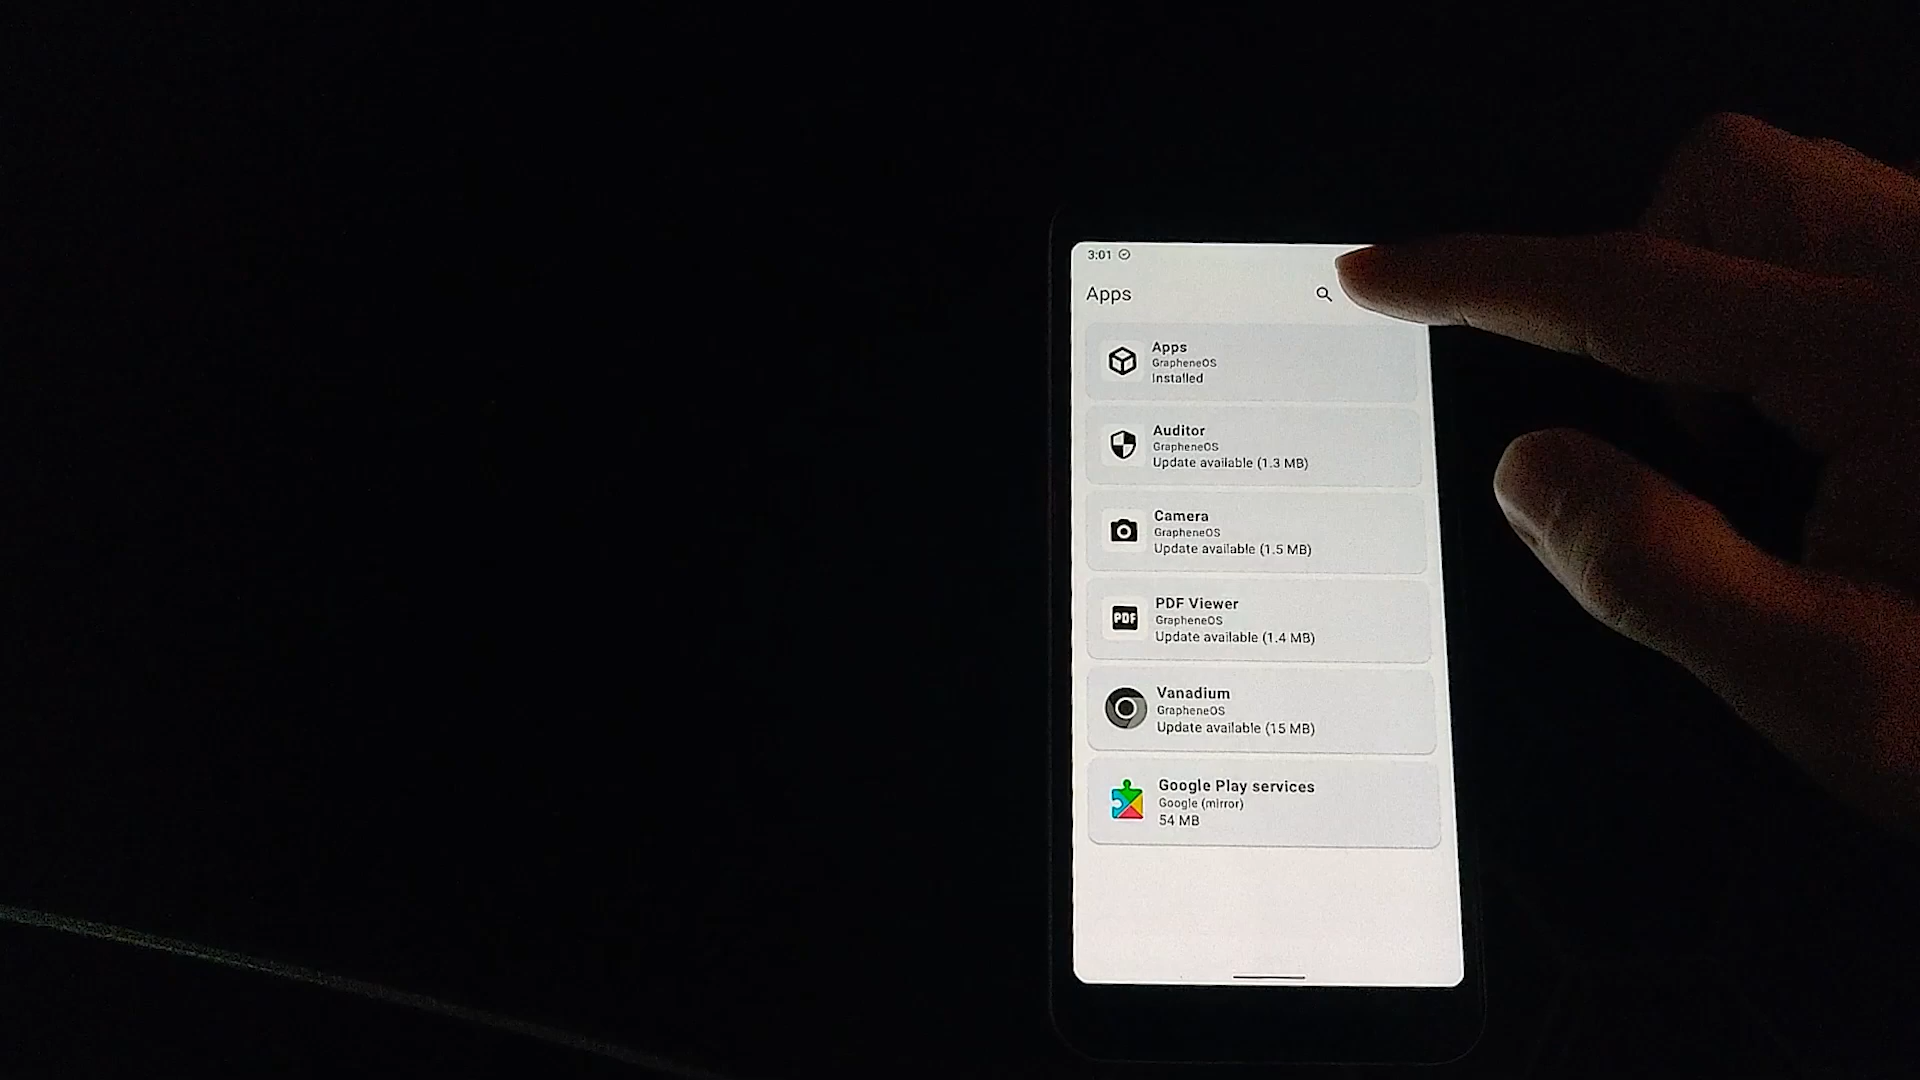 3:01
Apps
Apps
GrapheneOS
Installed
Auditor
GrapheneOS
Update available (1.3 MB)
Camera
GrapheneOS
Update available (1.5 MB)
PDF
PDF Viewer
GrapheneOS
Update available (1.4 MB)
Vanadium
GrapheneOS
Update available (15 MB)
Google Play services
Google (mirror)
54 MB